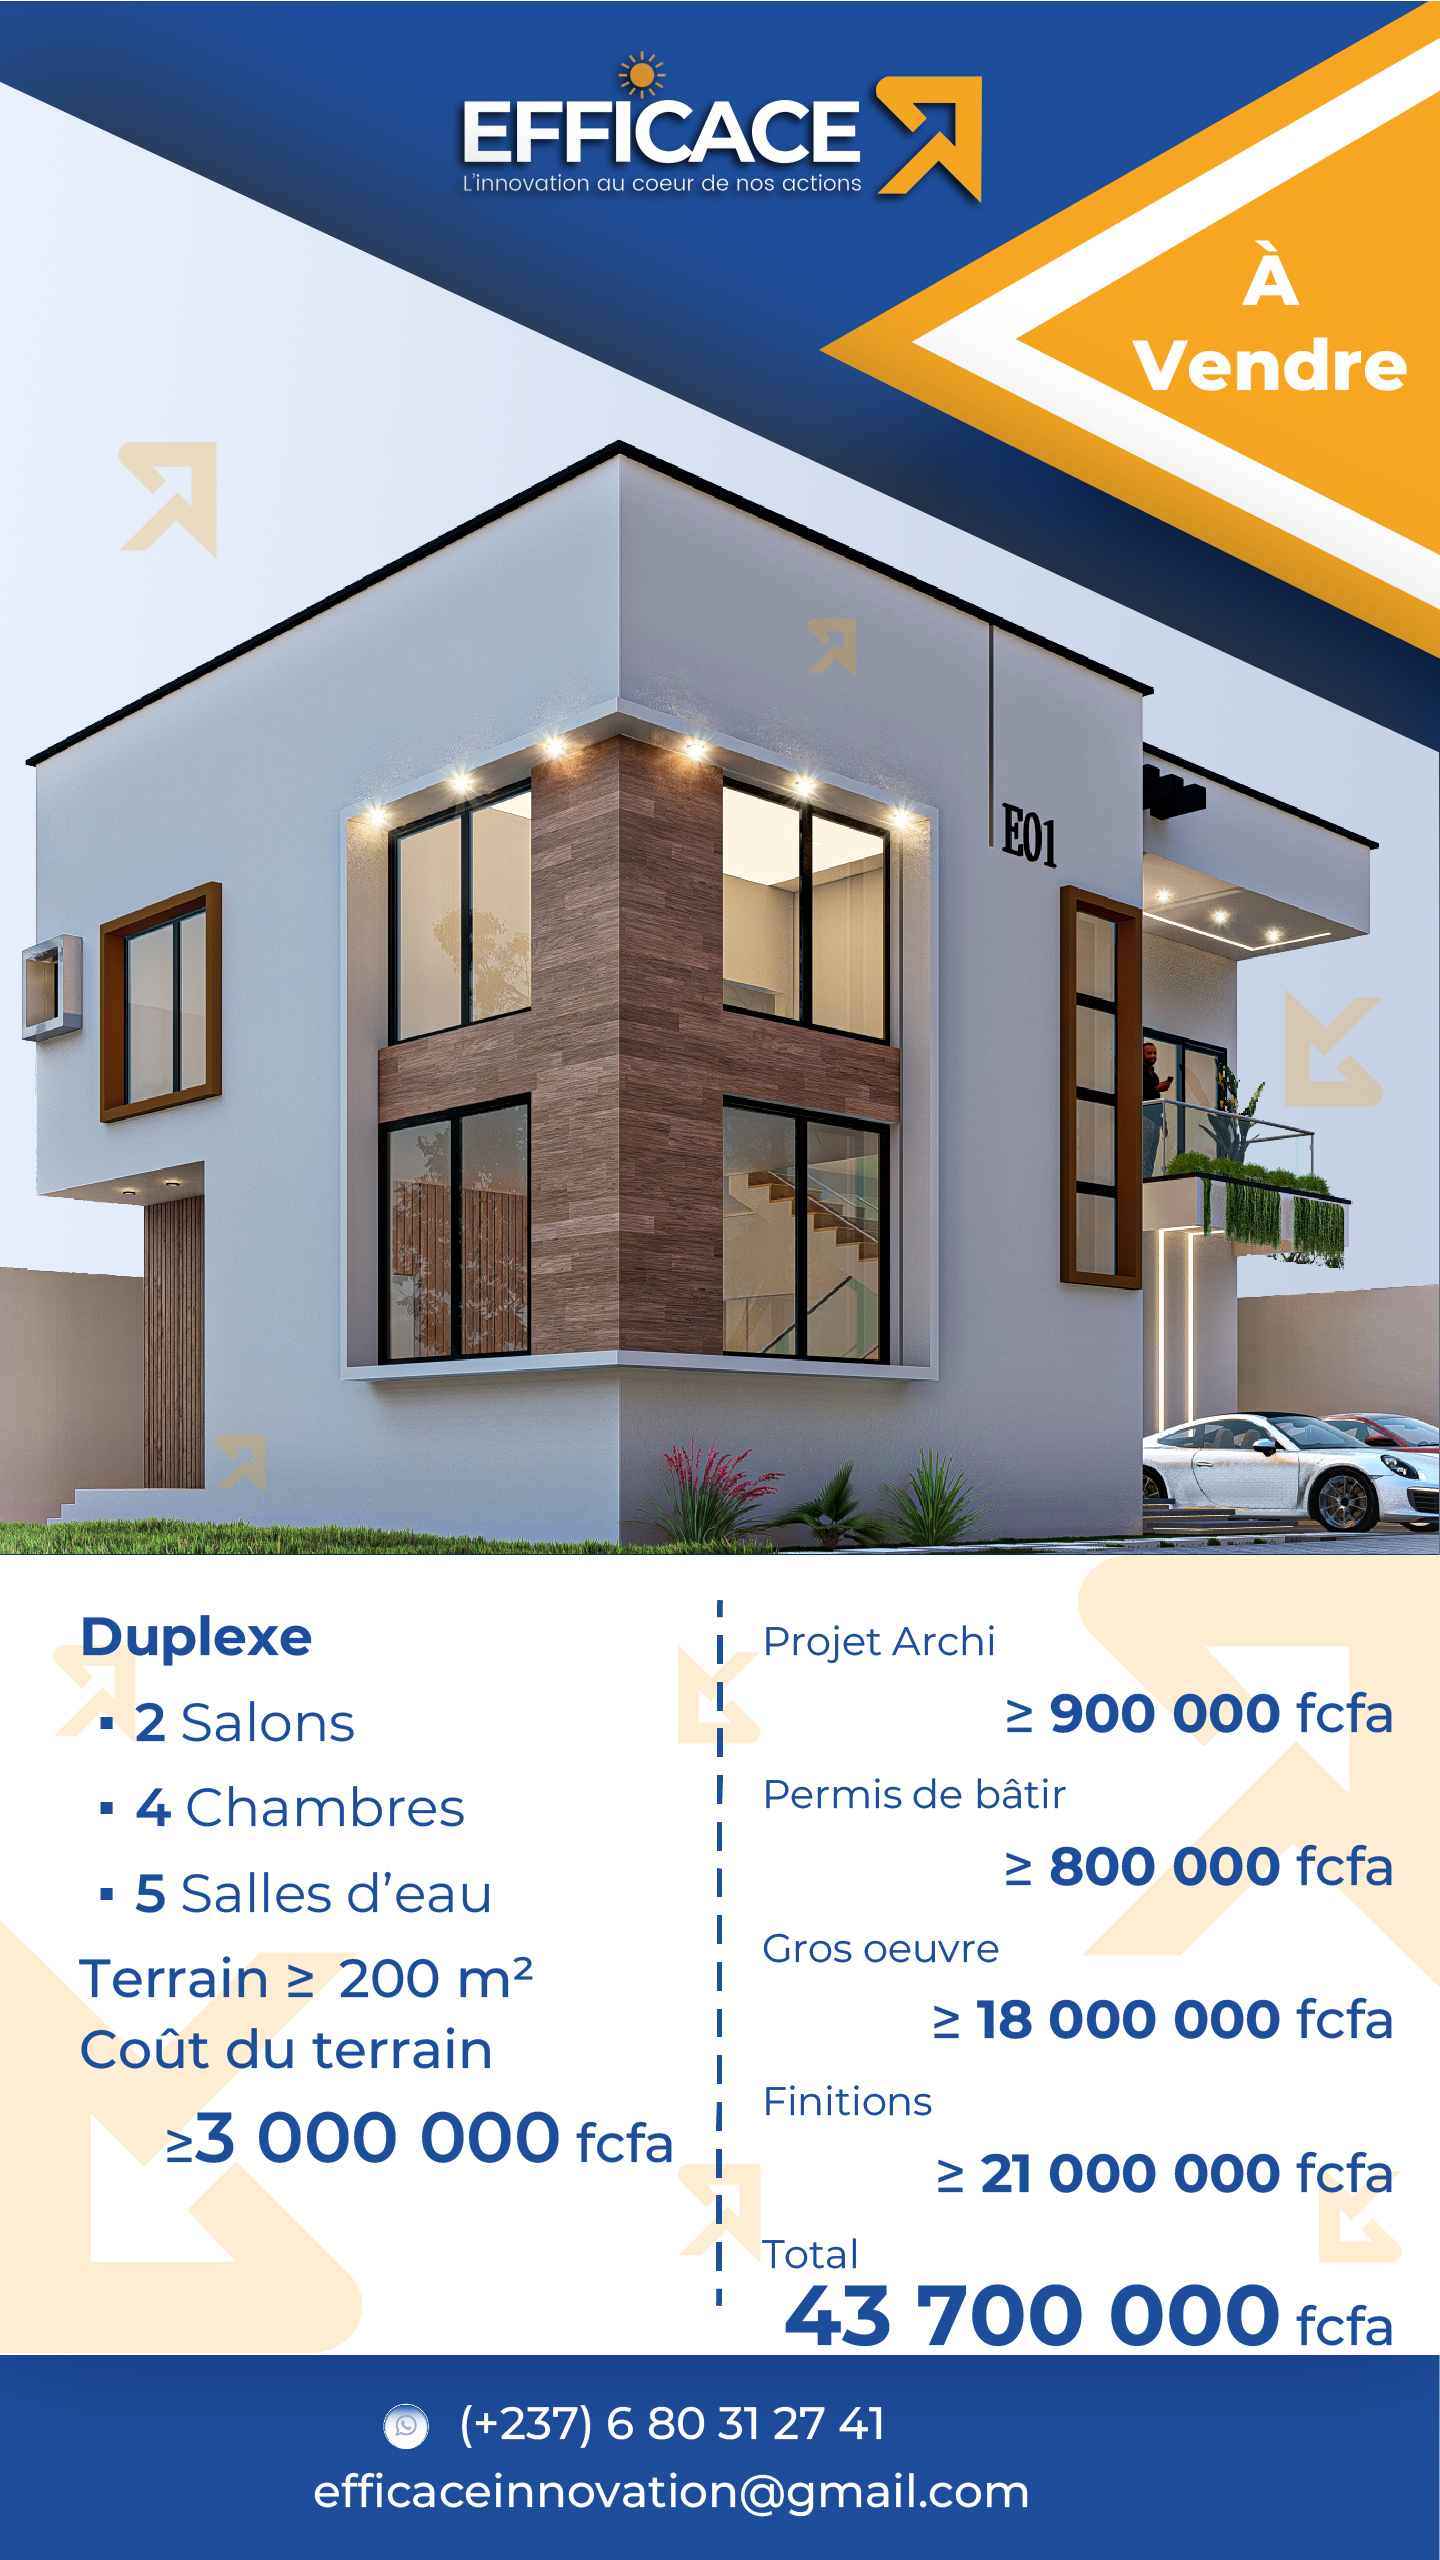 EFFICACE
L'innovation au coeur de nos actions
À
Vendre
E01
Duplexe
▪ 2 Salons
▪ 4 Chambres
▪ 5 Salles d’eau
Terrain ≥ 200 m²
Coût du terrain
≥3 000 000 fcfa
Projet Archi
≥ 900 000 fcfa
Permis de bâtir
≥ 800 000 fcfa
Gros oeuvre
≥ 18 000 000 fcfa
Finitions
≥ 21 000 000 fcfa
Total
43 700 000 fcfa
(+237) 6 80 31 27 41
efficaceinnovation@gmail.com